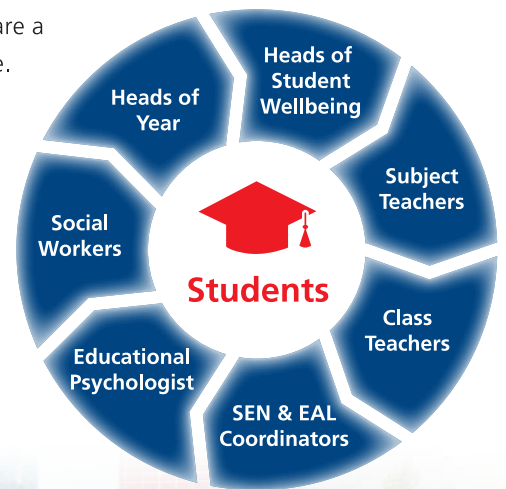 are a
e.
Heads of
Student
Wellbeing
Subject
Teachers
Class
Teachers
SEN & EAL
Coordinators
Educational
Psychologist
Social
Workers
Heads of
Year
Students